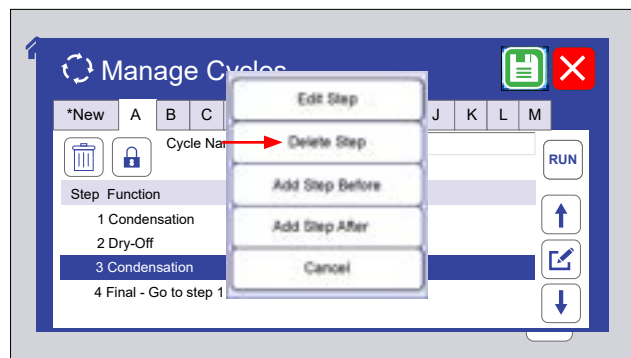 Manage Cycles
*New A B C J K L M
Cycle Nar
RUN
Step Function
1 Condensation
2 Dry-Off
3 Condensation
4 Final - Go to step 1
Edit Step
Delete Step
Add Step Before
Add Step After
Cancel